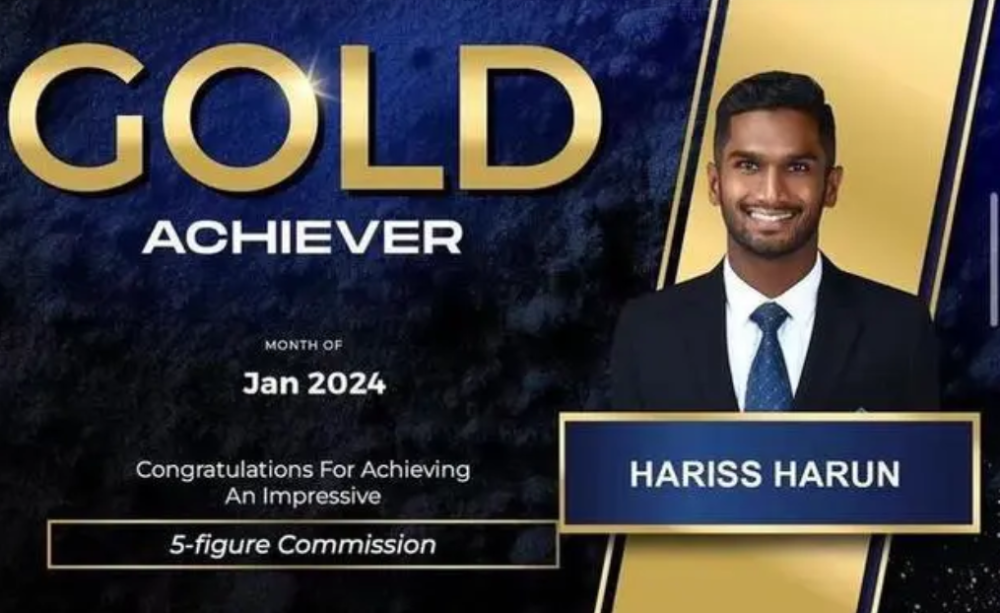 GOLD
ACHIEVER
MONTH OF
Jan 2024
Congratulations For Achieving
An Impressive
5-figure Commission
HARISS HARUN